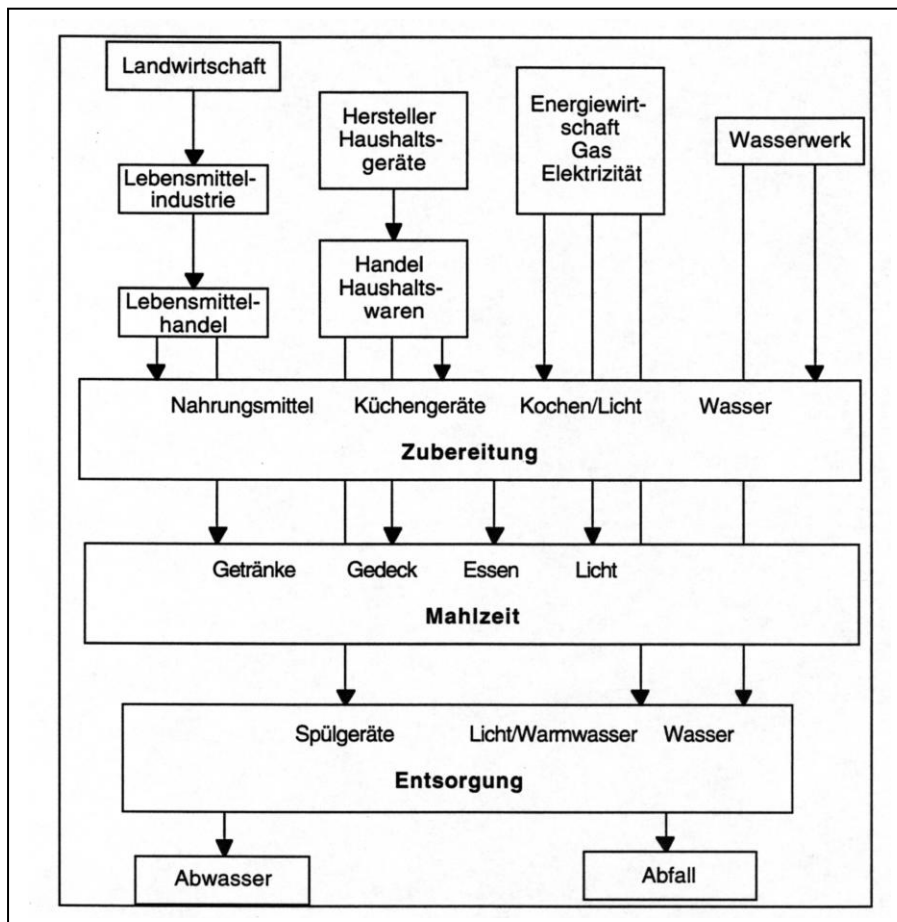 Landwirtschaft
Hersteller
Haushalts-
geräte
Energiewirt-
schaft
Gas
Elektrizität
Wasserwerk
Lebensmittel-
industrie
Handel
Haushalts-
waren
Lebensmittel-
handel
Nahrungsmittel Küchengeräte Kochen/Licht Wasser
Zubereitung
Getränke Gedeck Essen Licht
Mahlzeit
Spülgeräte Licht/Warmwasser Wasser
Entsorgung
Abwasser
Abfall